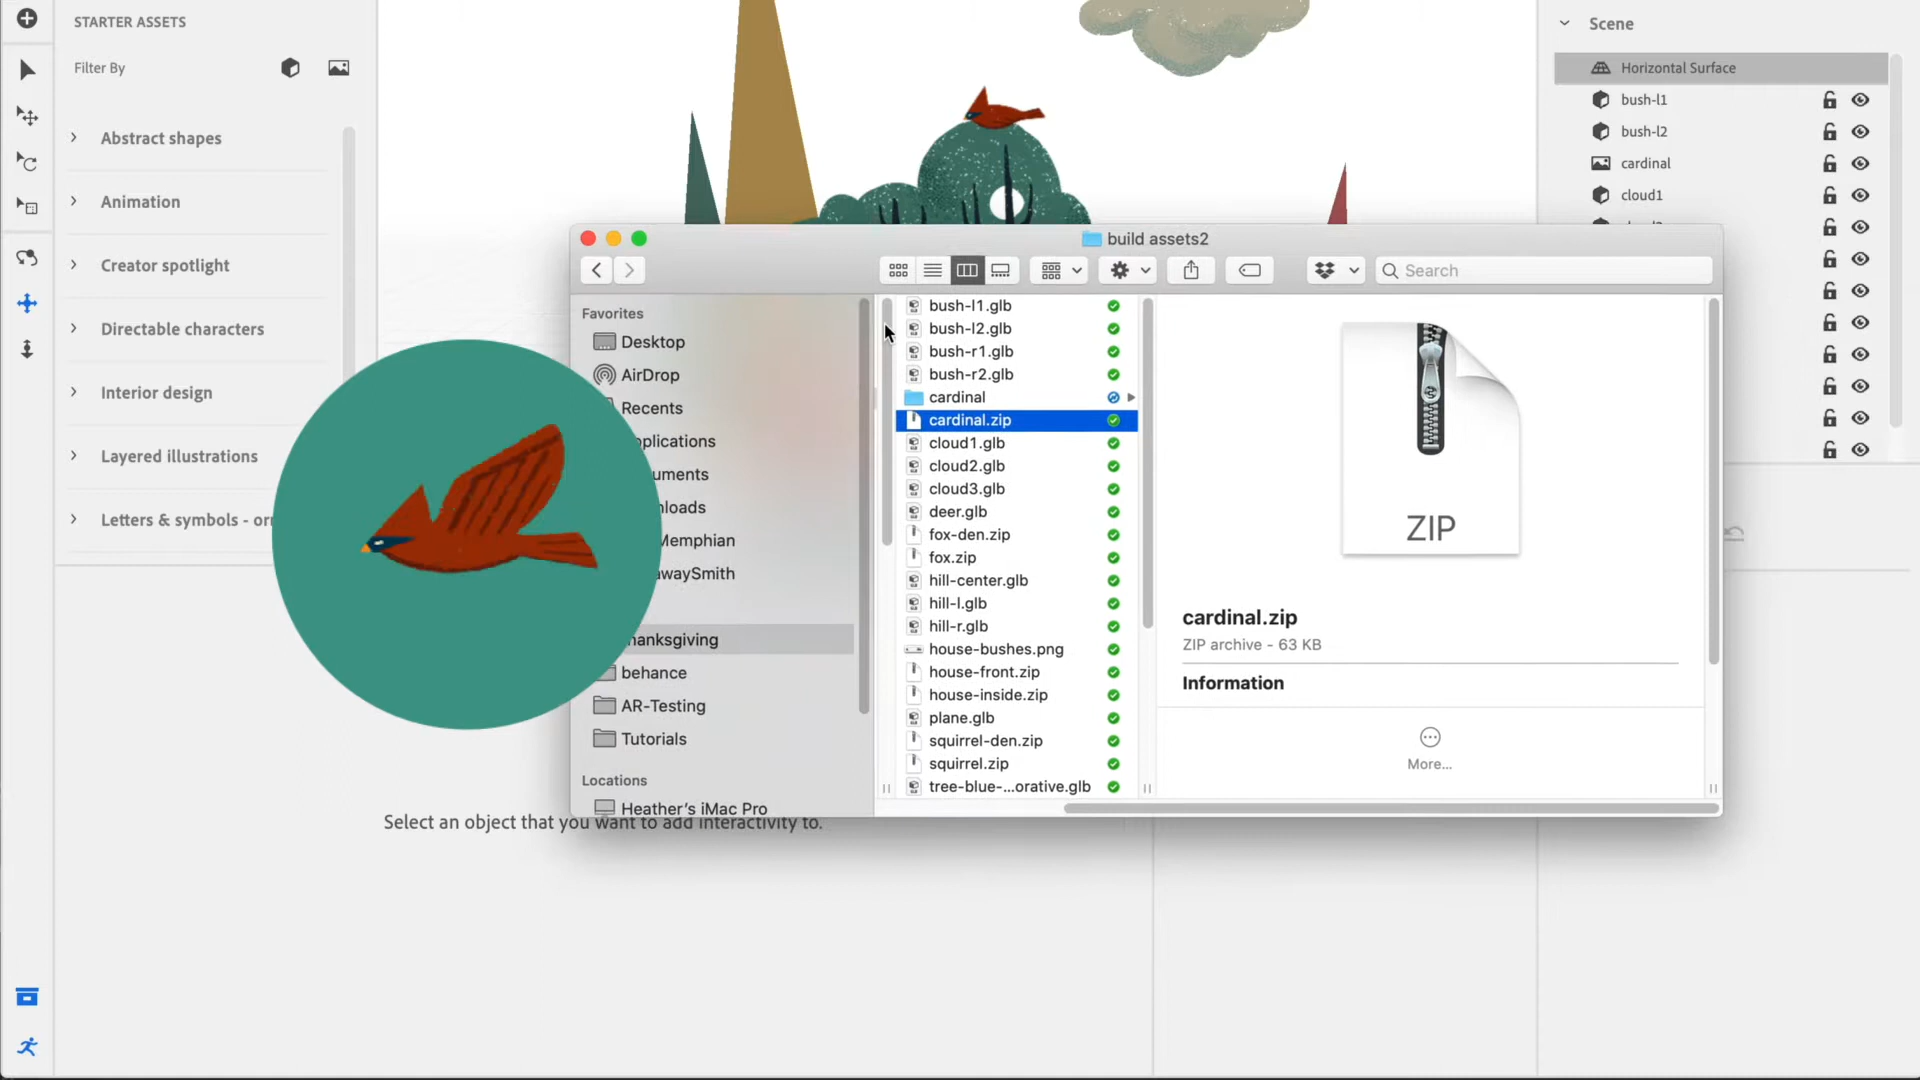 STARTER ASSETS
Filter By
Abstract shapes
Animation
Creator spotlight
Directable characters
Interior design
Layered illustrations
Letters & symbols - orn
Scene
Horizontal Surface
bush-l1
bush-l2
cardinal
cloud1
build assets2
Search
Favorites
Desktop
AirDrop
Recents
pplications
uments
nloads
Memphian
awaySmith
hanksgiving
behance
AR-Testing
Tutorials
Locations
Heather's iMac Pro
bush-l1.glb
bush-l2.glb
bush-r1.glb
bush-r2.glb
cardinal
cardinal.zip
cloud1.glb
cloud2.glb
cloud3.glb
deer.glb
fox-den.zip
fox.zip
hill-center.glb
hill-l.glb
hill-r.glb
house-bushes.png
house-front.zip
house-inside.zip
plane.glb
squirrel-den.zip
squirrel.zip
tree-blue-...orative.glb
ZIP
cardinal.zip
ZIP archive - 63 KB
Information
More...
Select an object that you want to add interactivity to.